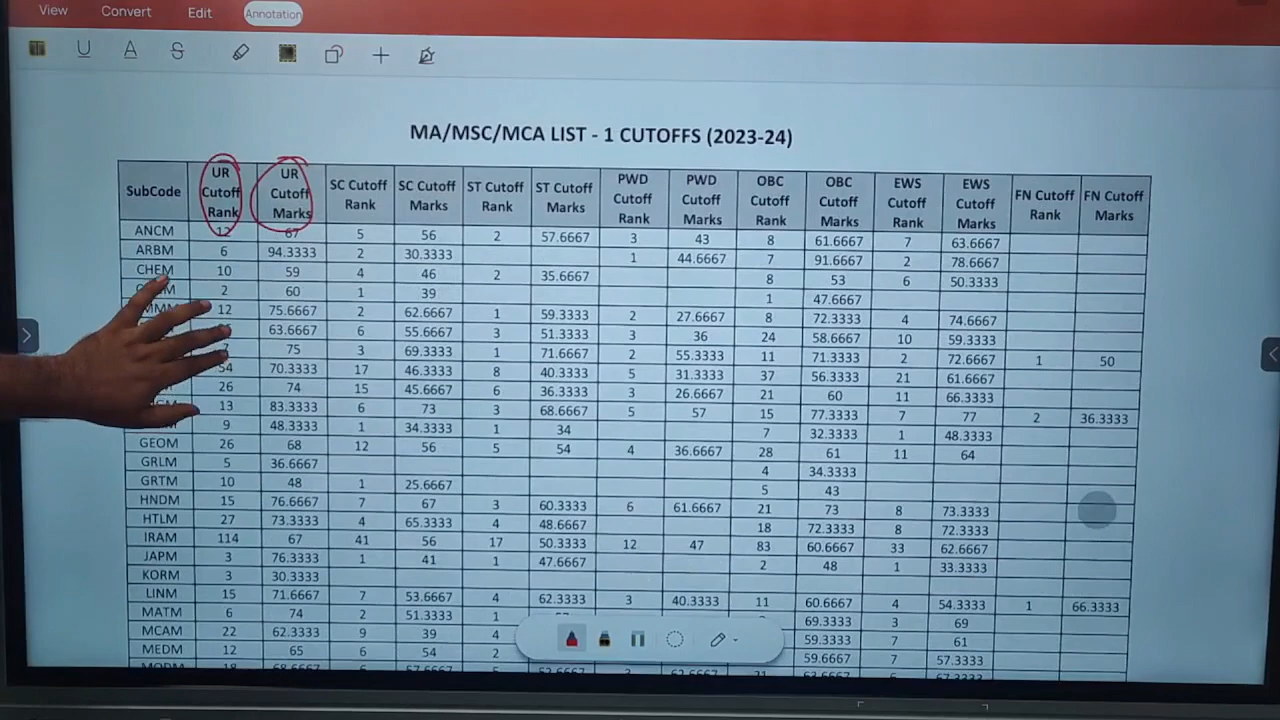 View Convert Edit Annotation
MA/MSC/MCA LIST - 1 CUTOFFS (2023-24)
SubCode UR Cutoff Rank UR Cutoff Marks SC Cutoff Rank SC Cutoff Marks ST Cutoff Rank ST Cutoff Marks PWD Cutoff Rank PWD Cutoff Marks OBC Cutoff Rank OBC Cutoff Marks EWS Cutoff Rank EWS Cutoff Marks FN Cutoff Rank FN Cutoff Marks
ANCM 12 67 5 56 2 57.6667 3 43 8 61.6667 7 63.6667
ARBM 6 94.3333 2 30.3333 1 44.6667 7 91.6667 2 78.6667
CHEM 10 59 4 46 2 35.6667 8 53 6 50.3333
2 60 1 39 1 47.6667
12 75.6667 2 62.6667 1 59.3333 2 27.6667 8 72.3333 4 74.6667
63.6667 6 55.6667 3 51.3333 3 36 24 58.6667 10 59.3333
75 3 69.3333 1 71.6667 2 55.3333 11 71.3333 2 72.6667 1 50
54 70.3333 17 46.3333 8 40.3333 5 31.3333 37 56.3333 21 61.6667
26 74 15 45.6667 6 36.3333 3 26.6667 21 60 11 66.3333
13 83.3333 6 73 3 68.6667 5 57 15 77.3333 7 77 2 36.3333
9 48.3333 1 34.3333 1 34 7 32.3333 1 48.3333
GEOM 26 68 12 56 5 54 4 36.6667 28 61 11 64
GRLM 5 36.6667 4 34.3333
GRTM 10 48 1 25.6667 5 43
HNDM 15 76.6667 7 67 3 60.3333 6 61.6667 21 73 8 73.3333
HTLM 27 73.3333 4 65.3333 4 48.6667 18 72.3333 8 72.3333
IRAM 114 67 41 56 17 50.3333 12 47 83 60.6667 33 62.6667
JAPM 3 76.3333 1 41 1 47.6667 2 48 1 33.3333
KORM 3 30.3333
LINM 15 71.6667 7 53.6667 4 62.3333 3 40.3333 11 60.6667 4 54.3333 1 66.3333
MATM 6 74 2 51.3333 1 69.3333 3 69
MCAM 22 62.3333 9 39 4 59.3333 7 61
MEDM 12 65 6 54 2 59.6667 7 57.3333